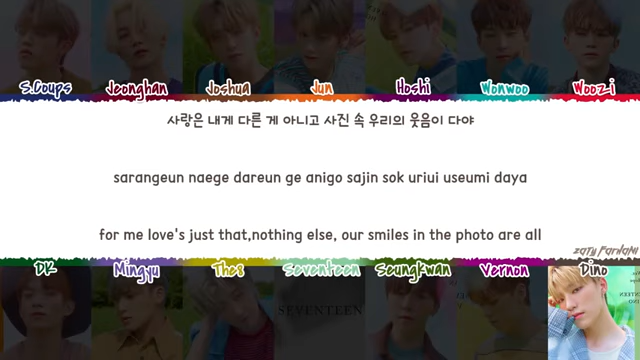 S.Coups Jeonghan Joshua Jun Hoshi Wonwoo Woozi
사랑은 내게 다른 게 아니고 사진 속 우리의 웃음이 다야
sarangeun naege dareun ge anigo sajin sok uriui useumi daya
for me love's just that,nothing else, our smiles in the photo are all
ZaTii FarHaNi
DK Mingyu The8 Seventeen Seungkwan Vernon Dino
SEVENTEEN